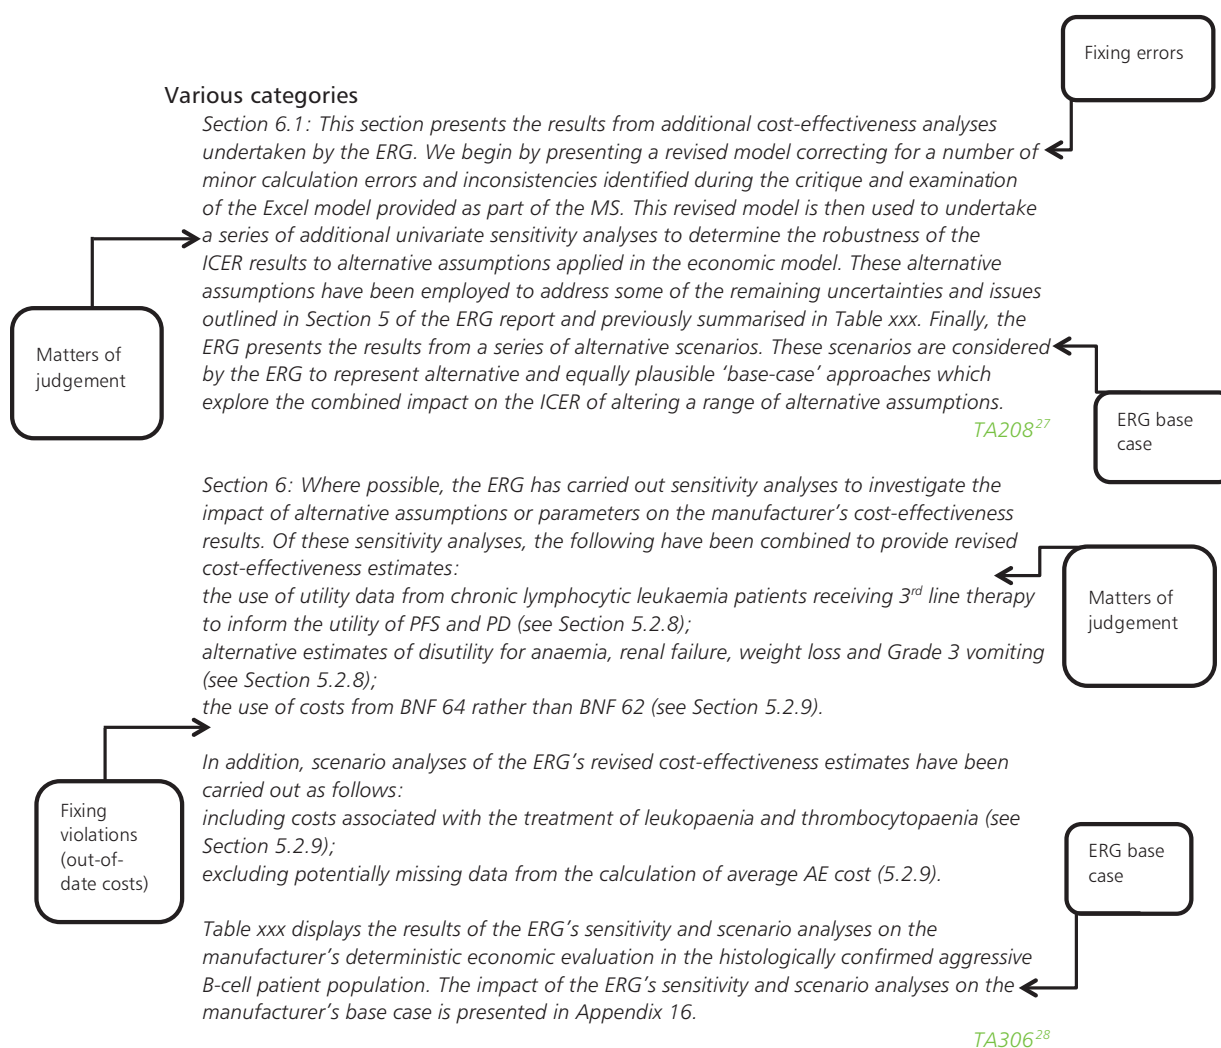 Fixing errors
Various categories
Section 6.1: This section presents the results from additional cost-effectiveness analyses
undertaken by the ERG. We begin by presenting a revised model correcting for a number of
minor calculation errors and inconsistencies identified during the critique and examination
of the Excel model provided as part of the MS. This revised model is then used to undertake
a series of additional univariate sensitivity analyses to determine the robustness of the
ICER results to alternative assumptions applied in the economic model. These alternative
assumptions have been employed to address some of the remaining uncertainties and issues
outlined in Section 5 of the ERG report and previously summarised in Table xxx. Finally, the
ERG presents the results from a series of alternative scenarios. These scenarios are considered
by the ERG to represent alternative and equally plausible ‘base-case’ approaches which
explore the combined impact on the ICER of altering a range of alternative assumptions.
TA208²⁷
Matters of
judgement
ERG base
case
Section 6: Where possible, the ERG has carried out sensitivity analyses to investigate the
impact of alternative assumptions or parameters on the manufacturer’s cost-effectiveness
results. Of these sensitivity analyses, the following have been combined to provide revised
cost-effectiveness estimates:
the use of utility data from chronic lymphocytic leukaemia patients receiving 3rd line therapy
to inform the utility of PFS and PD (see Section 5.2.8);
alternative estimates of disutility for anaemia, renal failure, weight loss and Grade 3 vomiting
(see Section 5.2.8);
the use of costs from BNF 64 rather than BNF 62 (see Section 5.2.9).
Matters of
judgement
In addition, scenario analyses of the ERG’s revised cost-effectiveness estimates have been
carried out as follows:
including costs associated with the treatment of leukopaenia and thrombocytopaenia (see
Section 5.2.9);
excluding potentially missing data from the calculation of average AE cost (5.2.9).
Fixing
violations
(out-of-
date costs)
ERG base
case
Table xxx displays the results of the ERG’s sensitivity and scenario analyses on the
manufacturer’s deterministic economic evaluation in the histologically confirmed aggressive
B-cell patient population. The impact of the ERG’s sensitivity and scenario analyses on the
manufacturer’s base case is presented in Appendix 16.
TA306²⁸